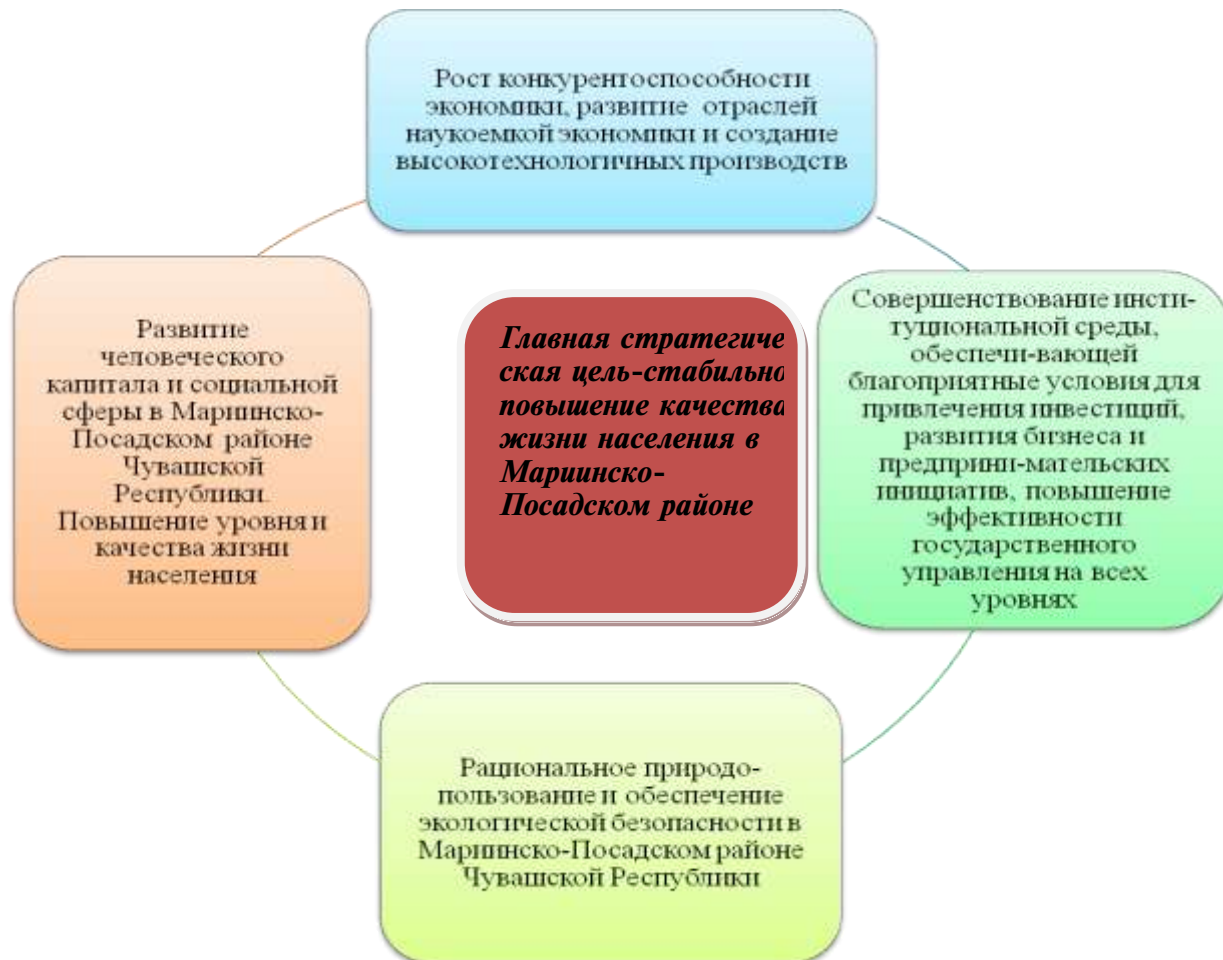 Рост конкурентоспособности
экономики, развитие отраслей
наукоемкой экономики и создание
высокотехнологичных производств
Развитие
человеческого
капитала и социальной
сферы в Мариинско-
Посадском районе
Чувашской
Республики.
Повышение уровня и
качества жизни
населения
Главная стратегиче
ская цель-стабильно
повышение качества
жизни населения в
Мариинско-
Посадском районе
Совершенствование инсти-
туциональной среды,
обеспечи-вающей
благоприятные условия для
привлечения инвестиций,
развития бизнеса и
предприни-мательских
инициатив, повышение
эффективности
государственного
управления на всех
уровнях
Рациональное природо-
пользование и обеспечение
экологической безопасности в
Мариинско-Посадском районе
Чувашской Республики